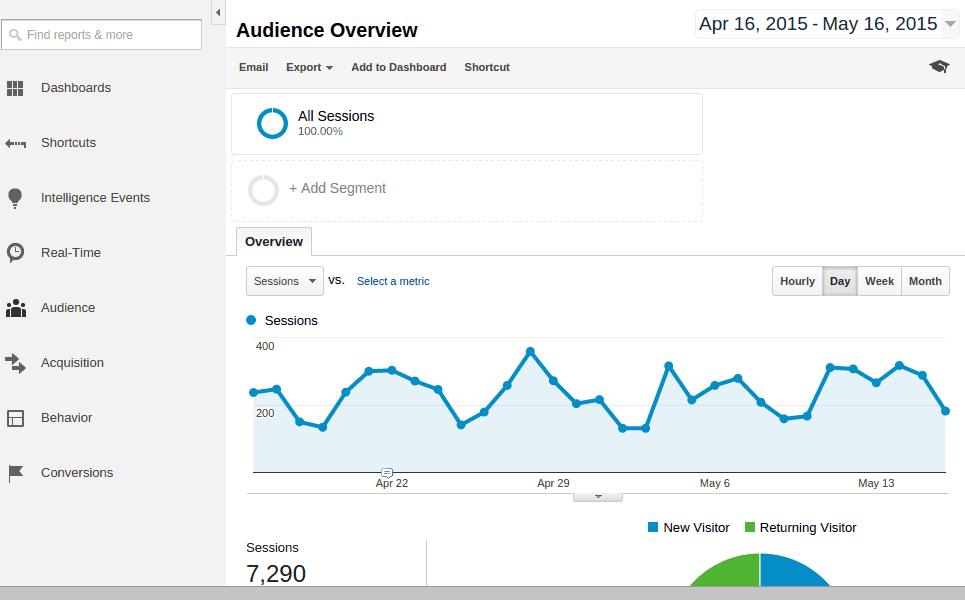 Find reports & more
Dashboards
Shortcuts
Intelligence Events
Real-Time
Audience
Acquisition
Behavior
Conversions
Audience Overview
Apr 16, 2015 - May 16, 2015
Email Export Add to Dashboard Shortcut
All Sessions
100.00%
+ Add Segment
Overview
Sessions vs. Select a metric
Hourly Day Week Month
Sessions
400
200
Apr 22 Apr 29 May 6 May 13
New Visitor Returning Visitor
Sessions
7,290